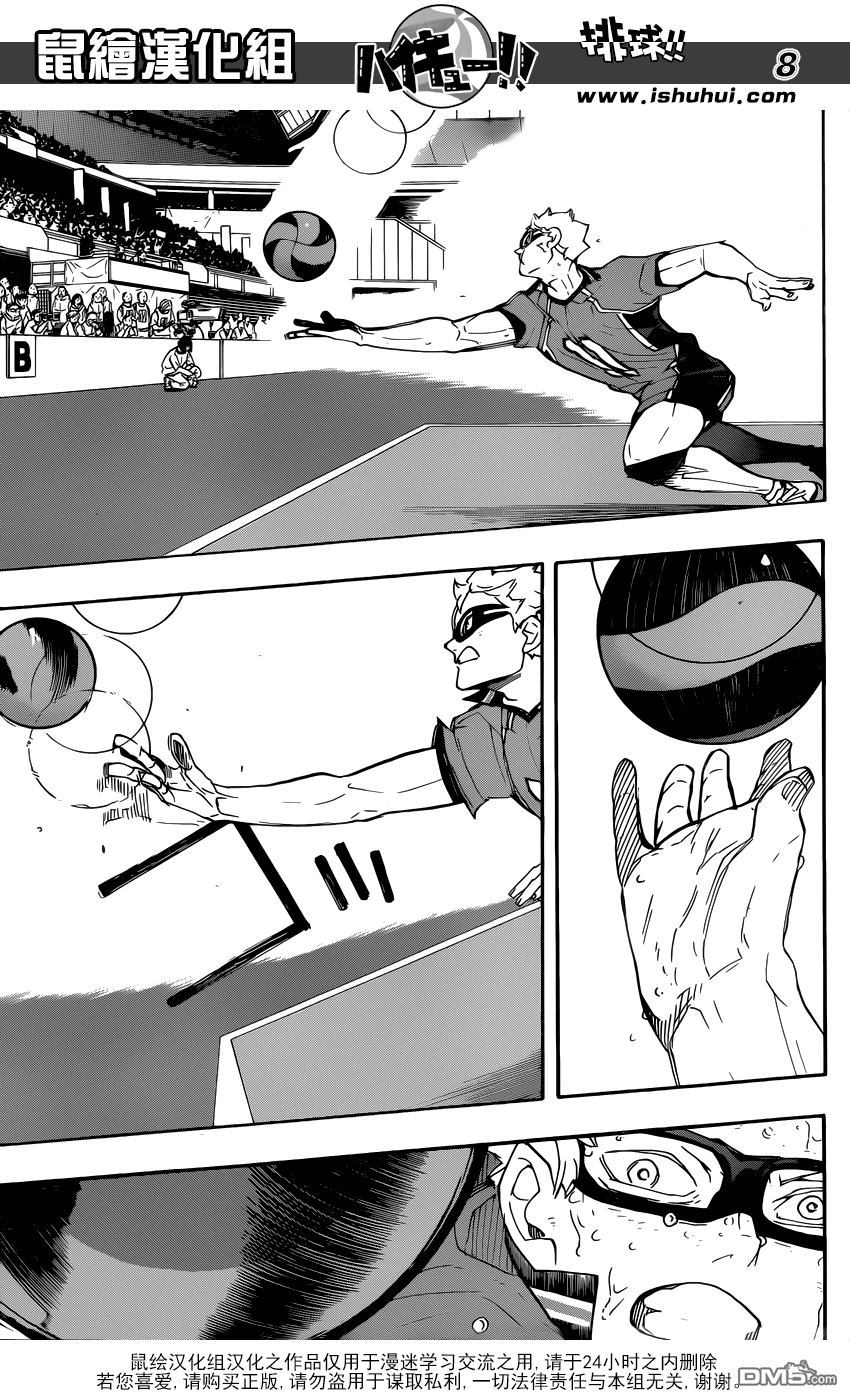 鼠繪漢化組
ハイキュー!!
排球!!
8
www.ishuhui.com
B
鼠绘汉化组汉化之作品仅用于漫迷学习交流之用,请于24小时之内删除
若您喜爱,请购买正版,请勿盗用于谋取私利,一切法律责任与本组无关,谢谢。
DM5.com